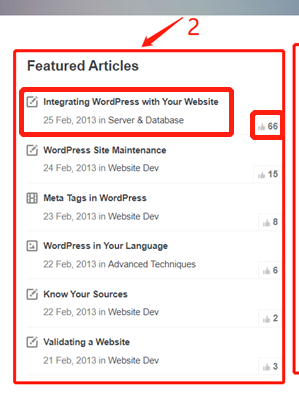 2
Featured Articles
Integrating WordPress with Your Website
25 Feb, 2013 in Server & Database
66
WordPress Site Maintenance
24 Feb, 2013 in Website Dev
15
Meta Tags in WordPress
23 Feb, 2013 in Website Dev
8
WordPress in Your Language
22 Feb, 2013 in Advanced Techniques
6
Know Your Sources
22 Feb, 2013 in Website Dev
2
Validating a Website
21 Feb, 2013 in Website Dev
3